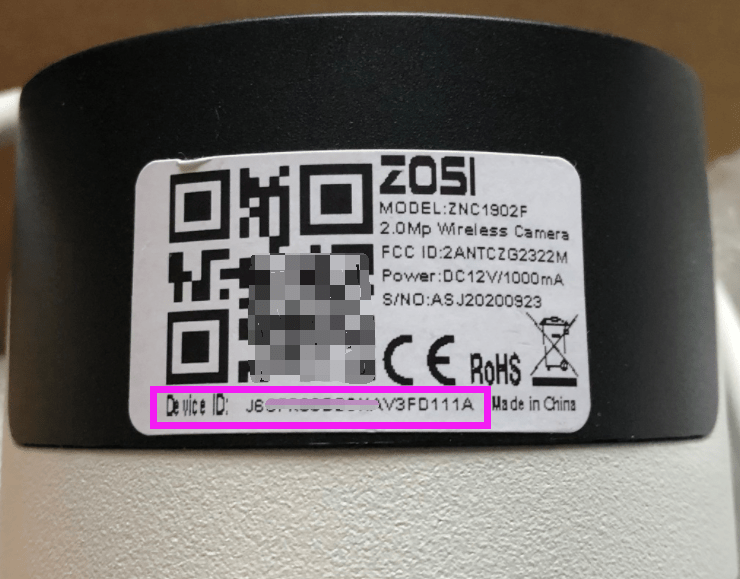 ZOSI
MODEL:ZNC1902F
2.0Mp Wireless Camera
FCC ID:2ANTCZG2322M
Power:DC12V/1000mA
S/NO:ASJ20200923
CE RoHS
Device ID:
Made in China